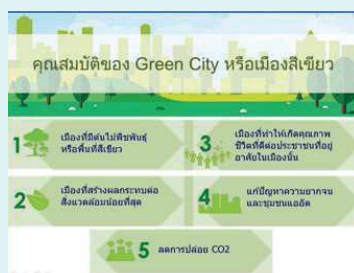 คุณสมบัติของ Green City หรือเมืองสีเขียว
1 เมืองที่มีต้นไม้พืชพันธุ์
หรือพื้นที่สีเขียว
2 เมืองที่สร้างผลกระทบต่อ
สิ่งแวดล้อมน้อยที่สุด
3 เมืองที่ทำให้เกิดคุณภาพ
ชีวิตที่ดีต่อประชาชนที่อยู่
อาศัยในเมืองนั้น
4 แก้ปัญหาความยากจน
และชุมชนแออัด
5 ลดการปล่อย CO2